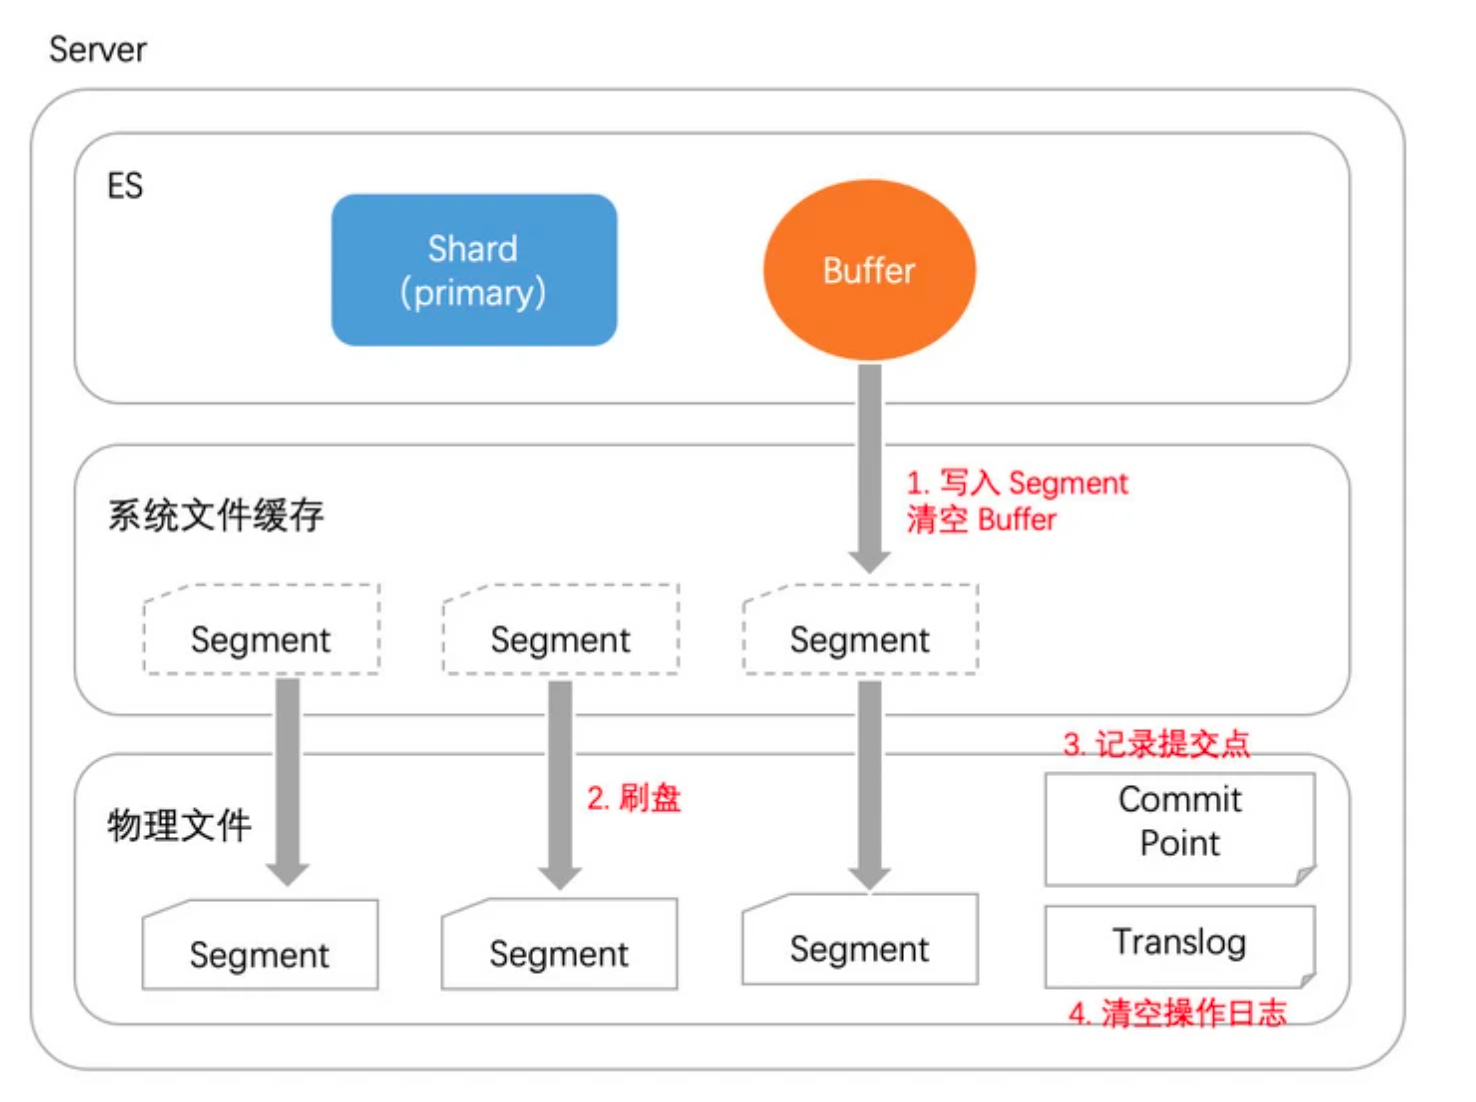 Server
ES
Shard
(primary)
Buffer
1. 写入 Segment
清空 Buffer
系统文件缓存
Segment
Segment
Segment
3. 记录提交点
2. 刷盘
物理文件
Commit
Point
Segment
Segment
Segment
Translog
4. 清空操作日志